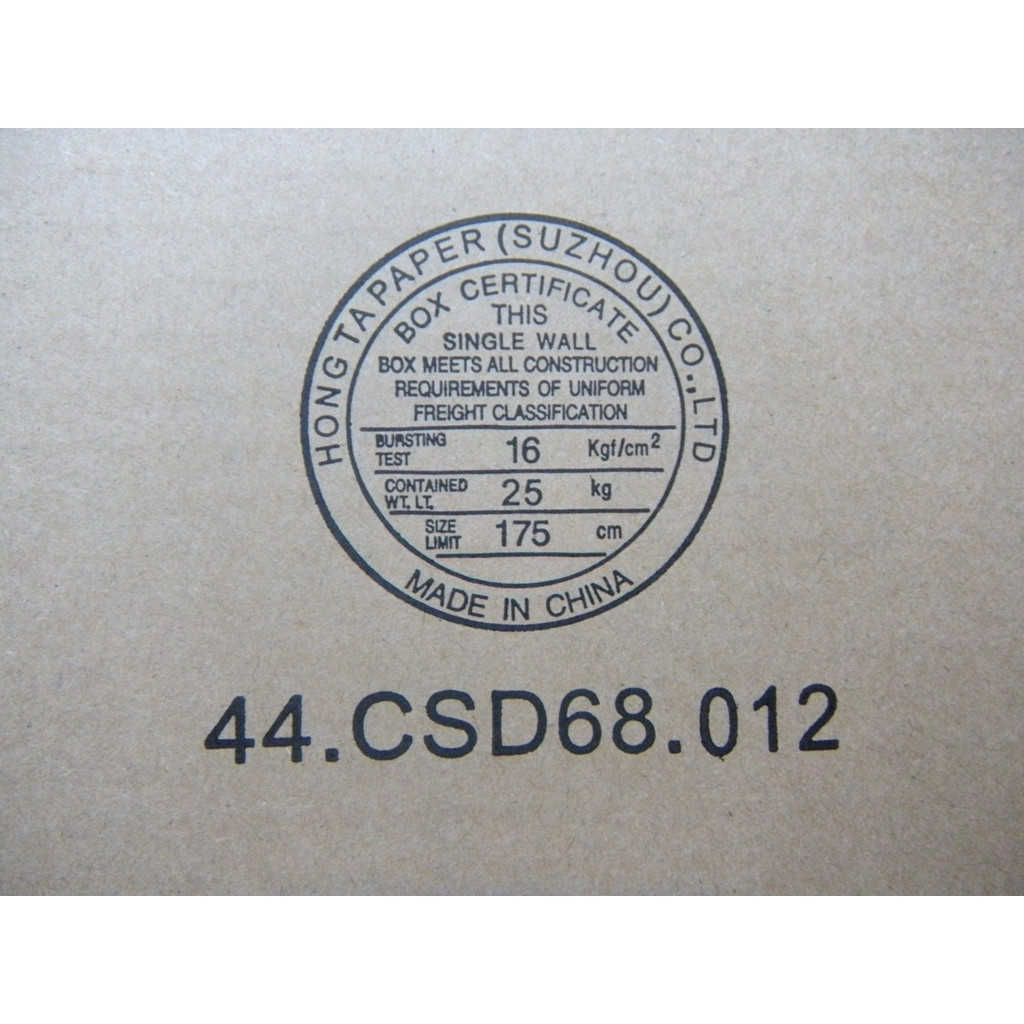 HONG TA PAPER (SUZHOU) CO.,LTD
BOX CERTIFICATE
THIS
SINGLE WALL
BOX MEETS ALL CONSTRUCTION
REQUIREMENTS OF UNIFORM
FREIGHT CLASSIFICATION
BURSTING
TEST 16 Kgf/cm²
CONTAINED
WT. LT. 25 kg
SIZE
LIMIT 175 cm
MADE IN CHINA
44.CSD68.012